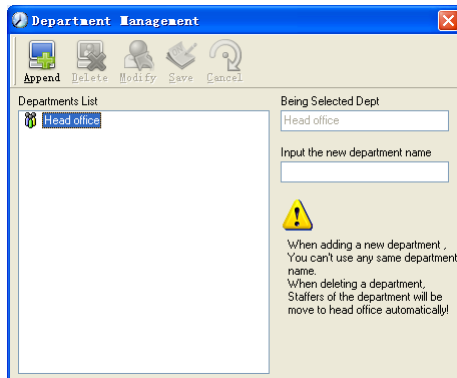 Department Management
Append Delete Modify Save Cancel
Departments List
Head office
Being Selected Dept
Head office
Input the new department name
When adding a new department ,
You can't use any same department
name.
When deleting a department,
Staffers of the department will be
move to head office automatically!